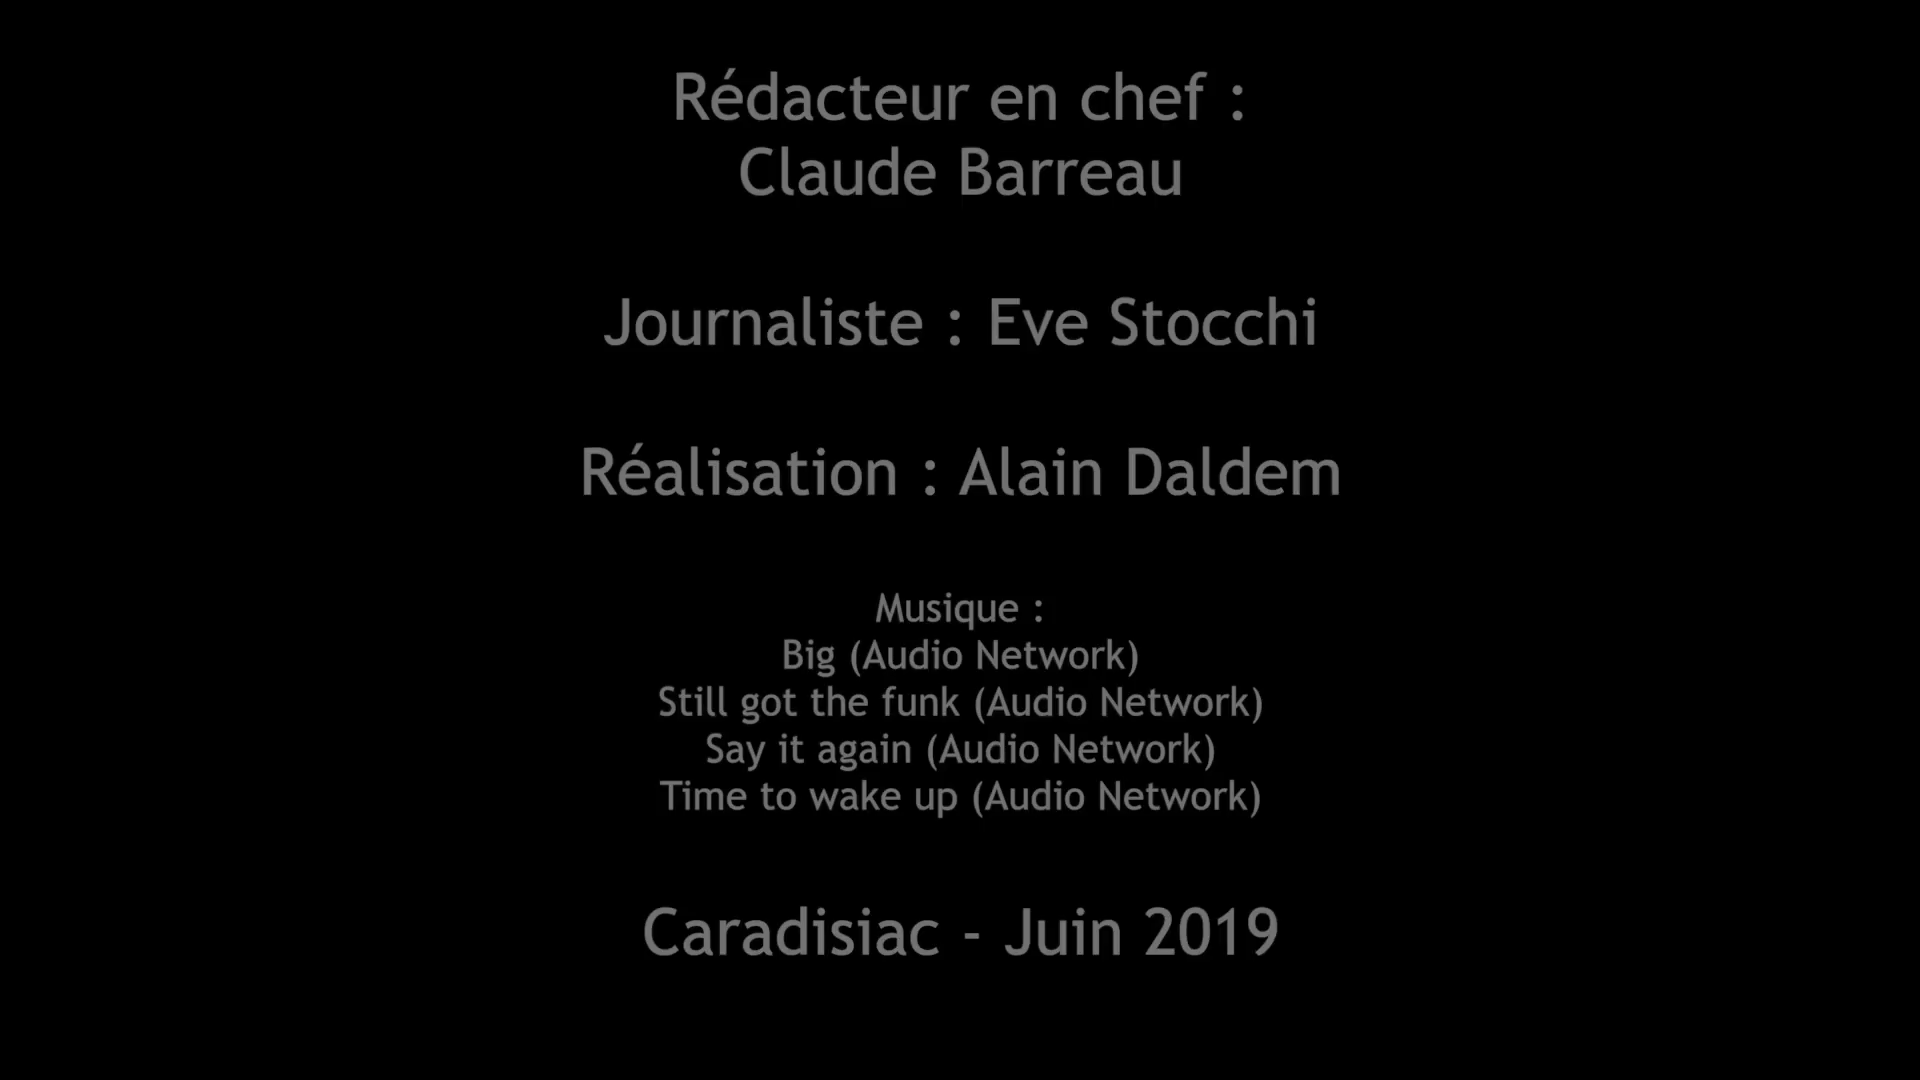 Rédacteur en chef :
Claude Barreau
Journaliste : Eve Stocchi
Réalisation : Alain Daldem
Musique :
Big (Audio Network)
Still got the funk (Audio Network)
Say it again (Audio Network)
Time to wake up (Audio Network)
Caradisiac - Juin 2019